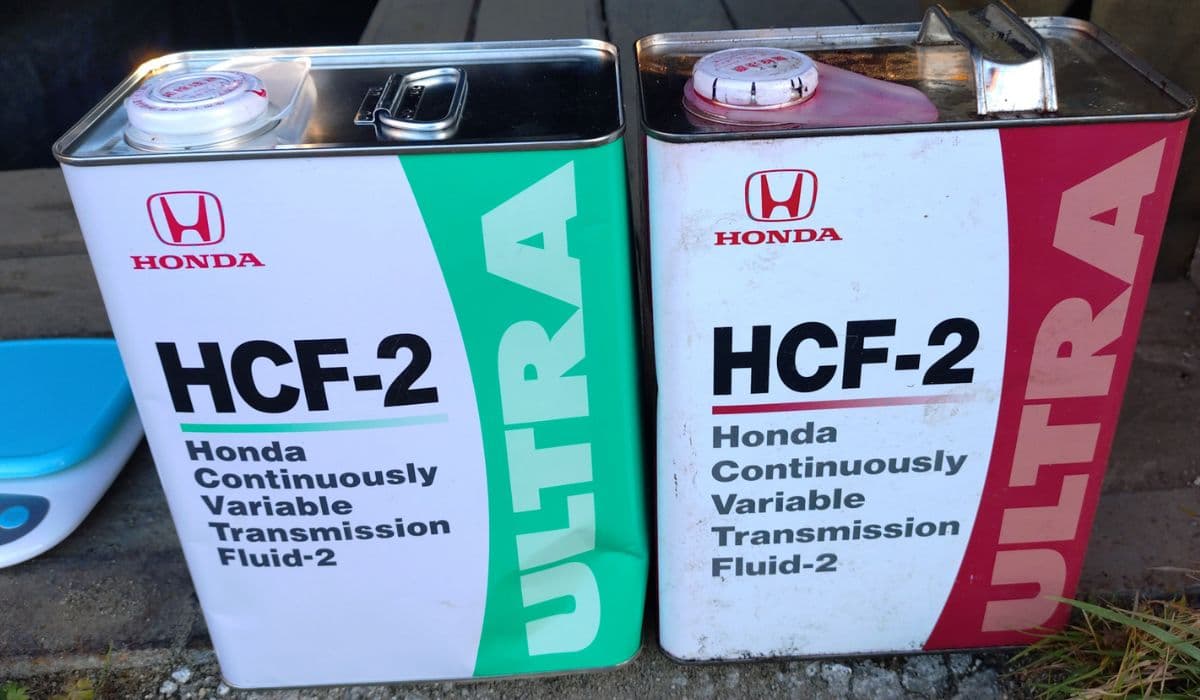 HONDA
HCF-2
Honda
Continuously
Variable
Transmission
Fluid-2
ULTRA
HONDA
HCF-2
Honda
Continuously
Variable
Transmission
Fluid-2
ULTRA